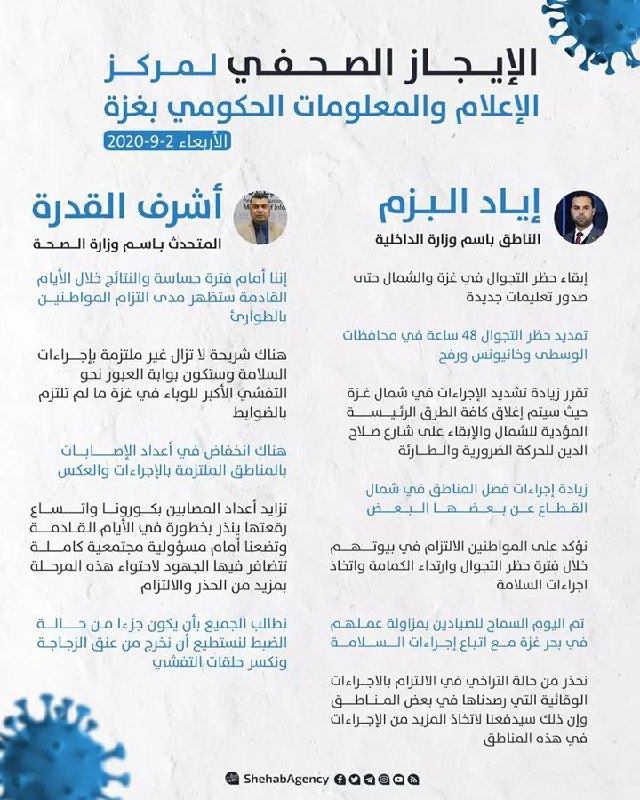 الإيجاز الصحفي لمركز
الإعلام والمعلومات الحكومي بغزة
الأربعاء 2-9-2020
إياد البزم
الناطق باسم وزارة الداخلية
إبقاء حظر التجوال في غزة والشمال حتى
صدور تعليمات جديدة
تمديد حظر التجوال 48 ساعة في محافظات
الوسطى وخانيونس ورفح
تقرر زيادة تشديد الإجراءات في شمال غزة
حيث سيتم إغلاق كافة الطرق الرئيسة
المؤدية للشمال والإبقاء على شارع صلاح
الدين للحركة الضرورية والطارئة
زيادة إجراءات فصل المناطق في شمال
القطاع عن بعضها البعض
نؤكد على المواطنين الالتزام في بيوتهم
خلال فترة حظر التجوال وارتداء الكمامة واتخاذ
اجراءات السلامة
تم اليوم السماح للصيادين بمزاولة عملهم
في بحر غزة مع اتباع إجراءات السلامة
نحذر من حالة التراخي في الالتزام بالاجراءات
الوقائية التي رصدناها في بعض المناطق
وإن ذلك سيدفعنا لاتخاذ المزيد من الإجراءات
في هذه المناطق
أشرف القدرة
المتحدث باسم وزارة الصحة
إننا أمام فترة حساسة والنتائج خلال الأيام
القادمة ستظهر مدى التزام المواطنين
بالطوارئ
هناك شريحة لا تزال غير ملتزمة بإجراءات
السلامة وستكون بوابة العبور نحو
التفشي الأكبر للوباء في غزة ما لم تلتزم
بالضوابط
هناك انخفاض في أعداد الإصابات
بالمناطق الملتزمة بالإجراءات والعكس
تزايد أعداد المصابين بكورونا واتساع
رقعتها ينذر بخطورة في الأيام القادمة
وتضعنا أمام مسؤولية مجتمعية كاملة
تتضافر فيها الجهود لاحتواء هذه المرحلة
بمزيد من الحذر والالتزام
نطالب الجميع بأن يكون جزءا من حالة
الضبط لنستطيع أن نخرج من عنق الزجاجة
ونكسر حلقات التفشي
ShehabAgency